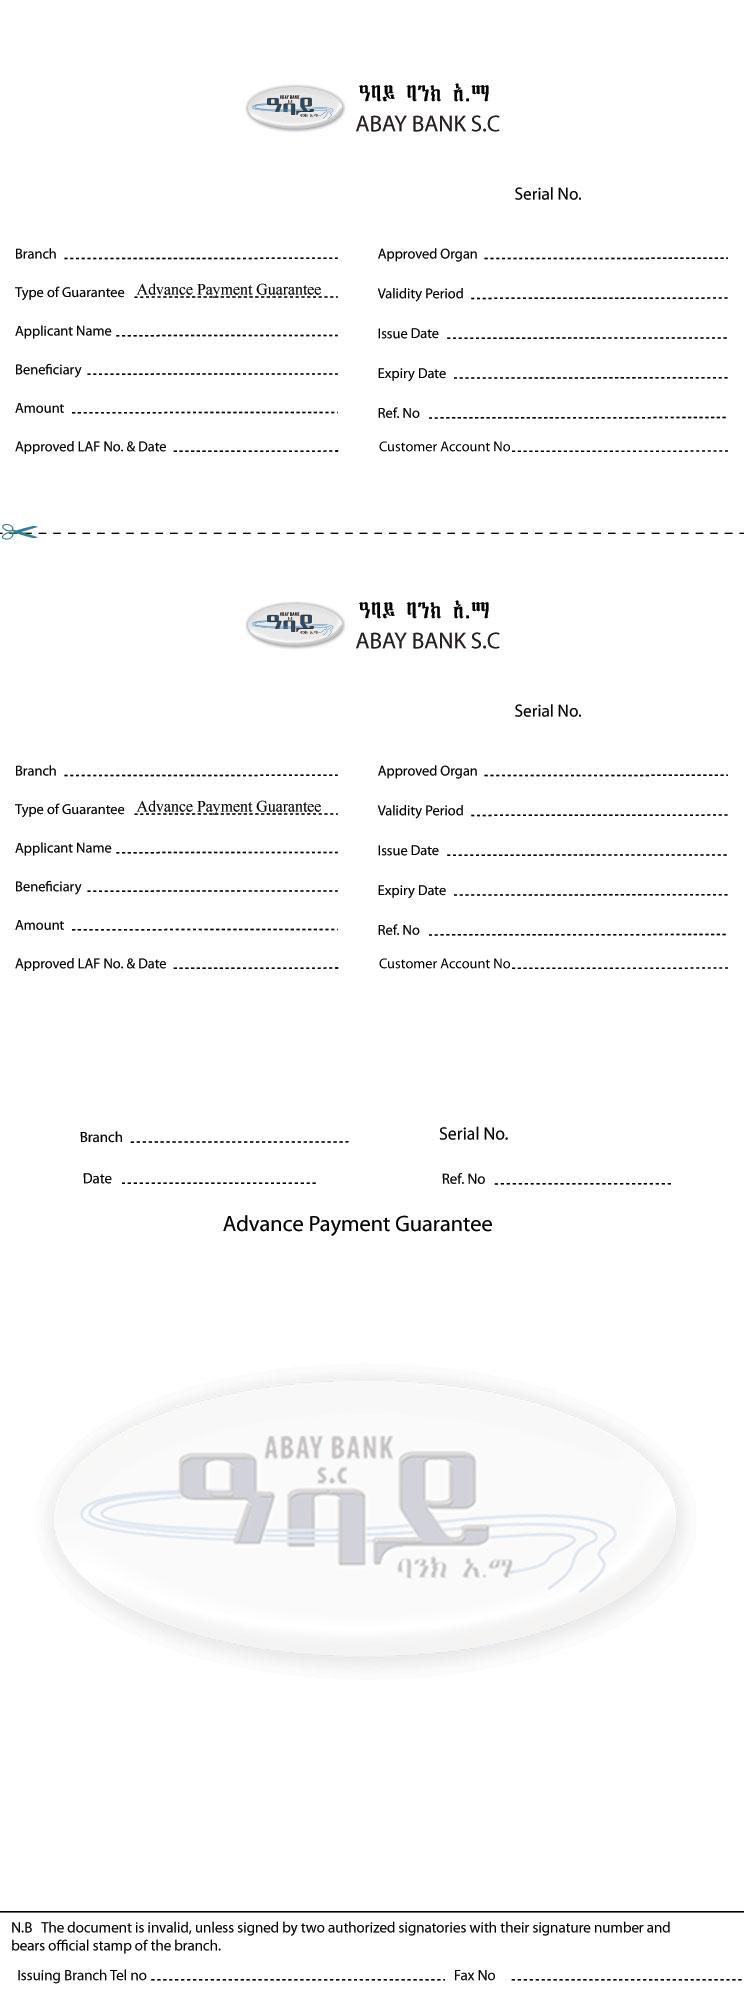 ABAY BANK
ዓባይ
ባንክ አ.ማ
ዓባይ ባንክ አ.ማ
ABAY BANK S.C
Serial No.
Branch
Approved Organ
Type of Guarantee Advance Payment Guarantee
Validity Period
Applicant Name
Issue Date
Beneficiary
Expiry Date
Amount
Ref. No
Approved LAF No. & Date
Customer Account No
ABAY BANK
ዓባይ
ባንክ አ.ማ
ዓባይ ባንክ አ.ማ
ABAY BANK S.C
Serial No.
Branch
Approved Organ
Type of Guarantee Advance Payment Guarantee
Validity Period
Applicant Name
Issue Date
Beneficiary
Expiry Date
Amount
Ref. No
Approved LAF No. & Date
Customer Account No
Branch
Serial No.
Date
Ref. No
Advance Payment Guarantee
ABAY BANK
S.C
ዓባይ
ባንክ አ.ማ
N.B The document is invalid, unless signed by two authorized signatories with their signature number and
bears official stamp of the branch.
Issuing Branch Tel no
Fax No